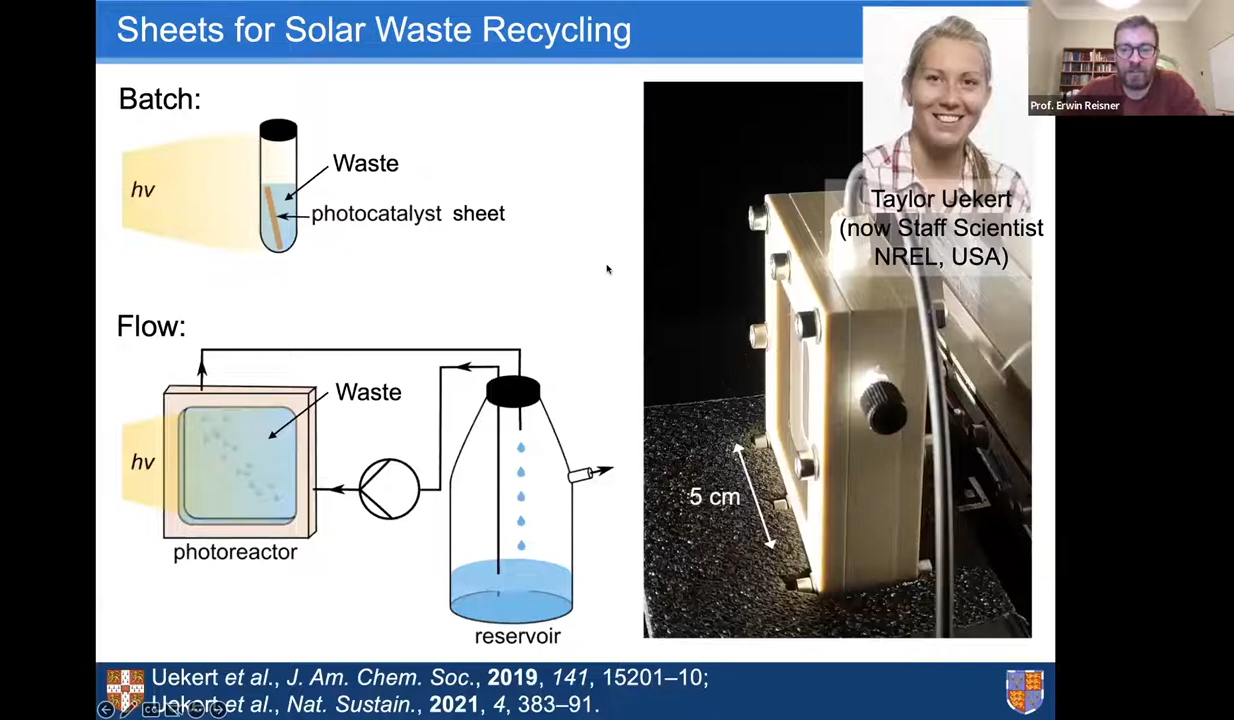 Sheets for Solar Waste Recycling
Prof. Erwin Reisner
Batch:
hv
Waste
photocatalyst sheet
Taylor Uekert
(now Staff Scientist
NREL, USA)
Flow:
Waste
hv
photoreactor
reservoir
5 cm
Uekert et al., J. Am. Chem. Soc., 2019, 141, 15201–10;
Uekert et al., Nat. Sustain., 2021, 4, 383–91.